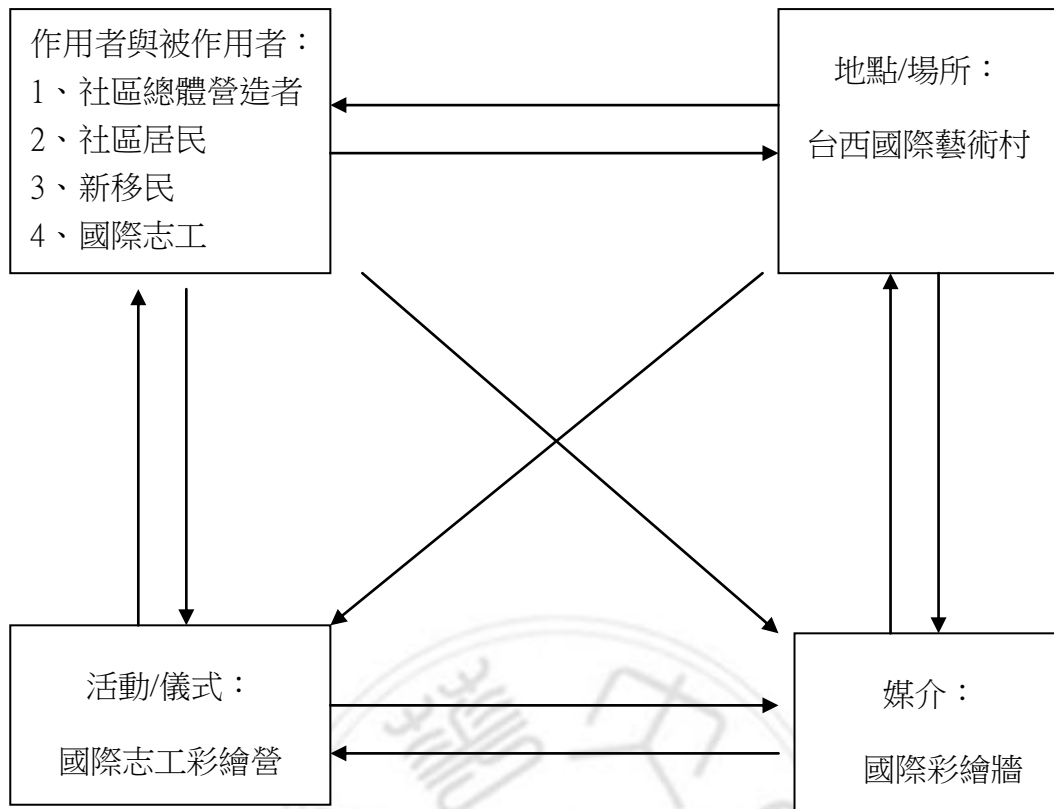 作用者與被作用者：
1、社區總體營造者
2、社區居民
3、新移民
4、國際志工
地點/場所：
台西國際藝術村
活動/儀式：
國際志工彩繪營
媒介：
國際彩繪牆